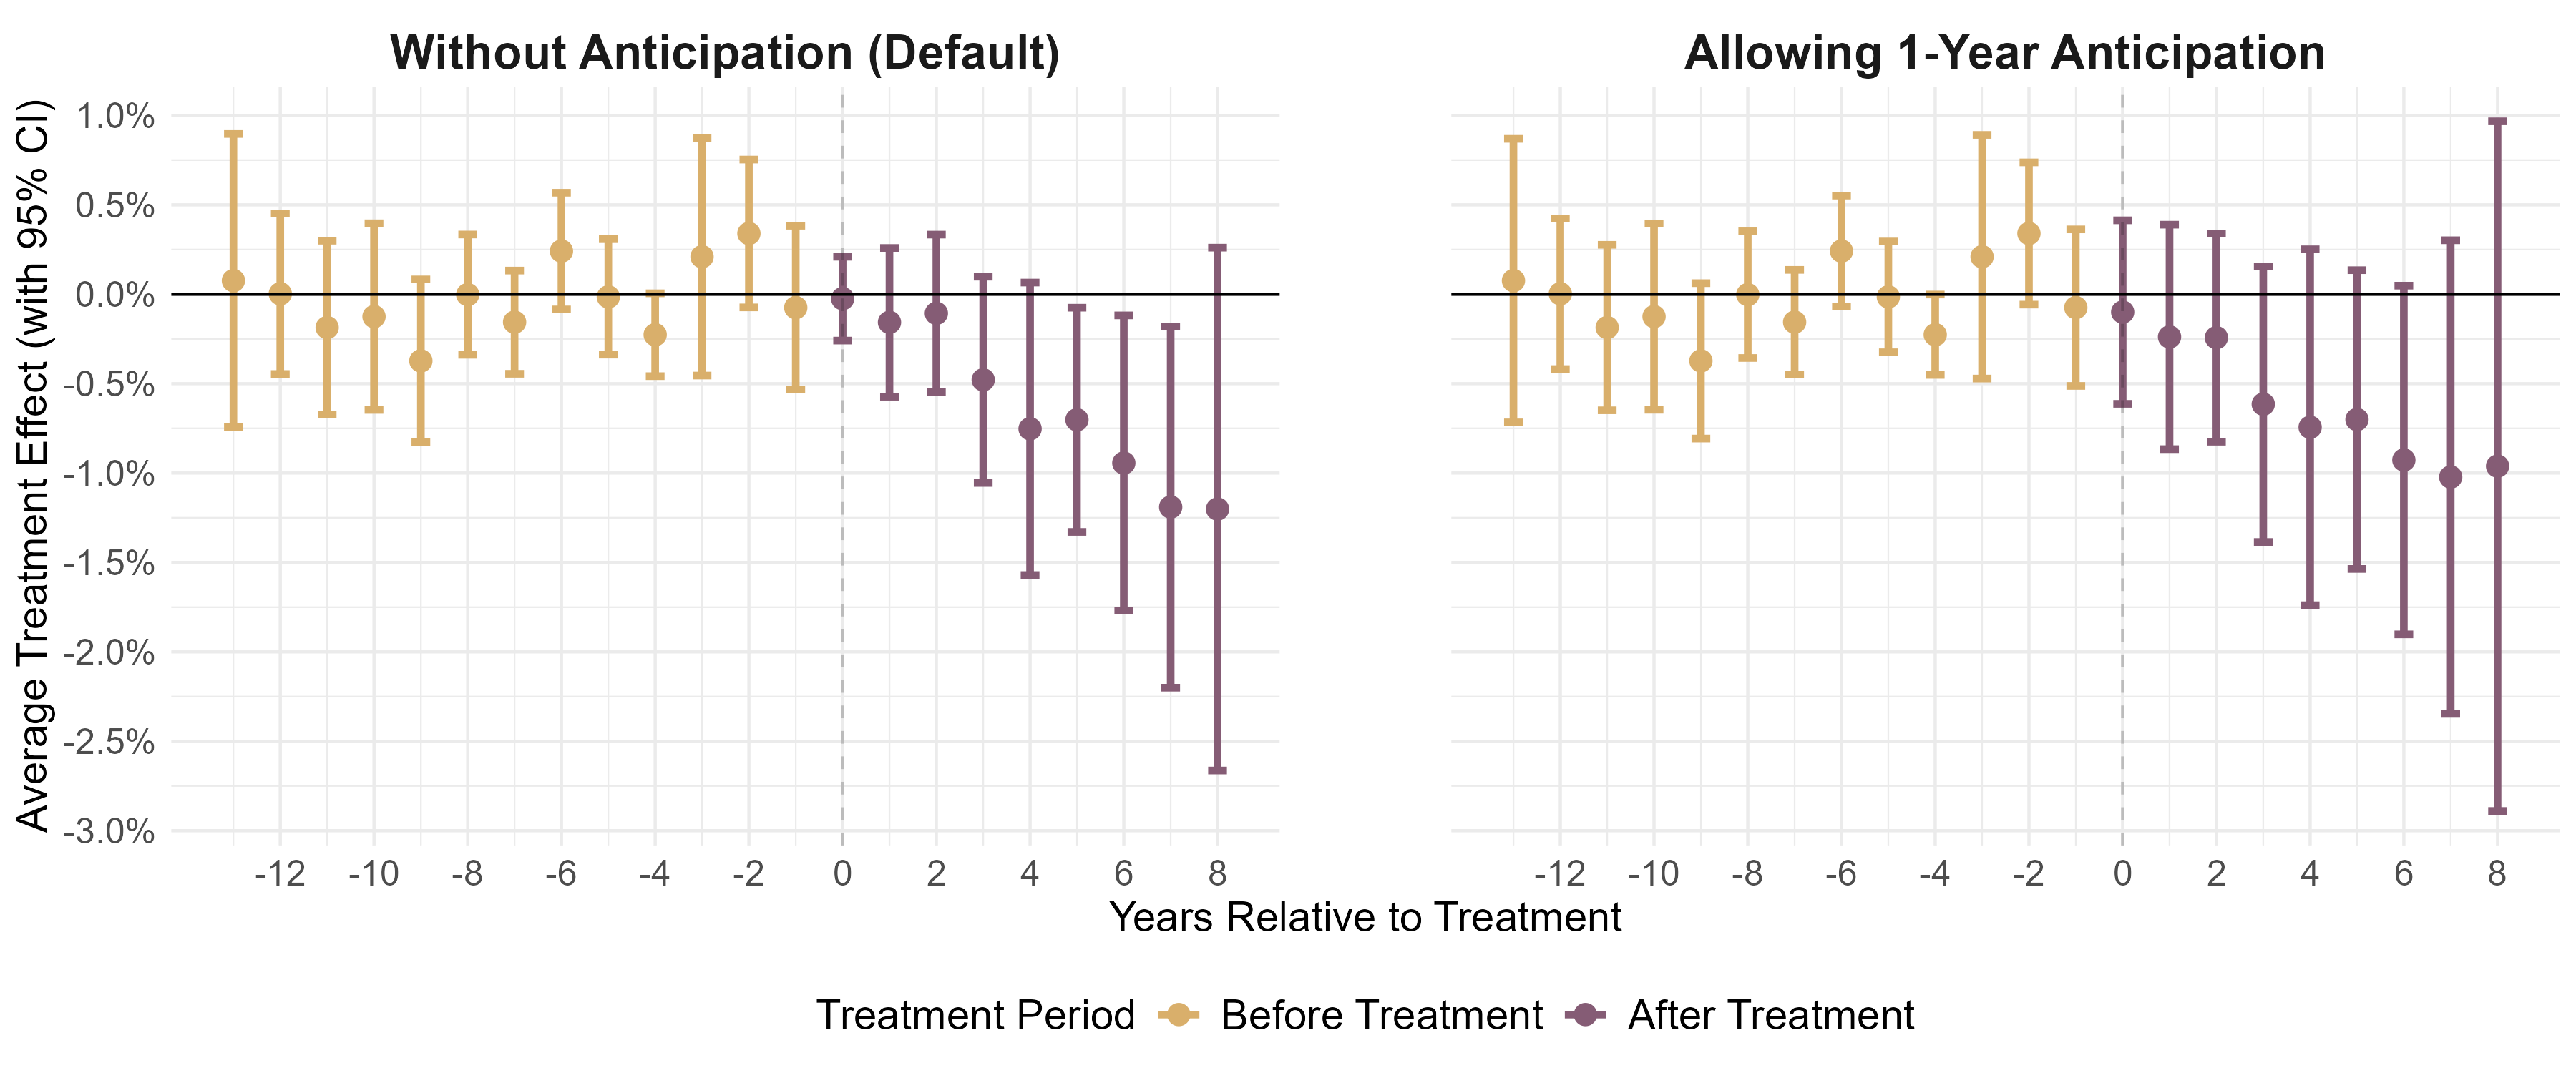 Without Anticipation (Default)
Allowing 1-Year Anticipation
Average Treatment Effect (with 95% CI)
1.0%
0.5%
0.0%
-0.5%
-1.0%
-1.5%
-2.0%
-2.5%
-3.0%
-12 -10 -8 -6 -4 -2 0 2 4 6 8
-12 -10 -8 -6 -4 -2 0 2 4 6 8
Years Relative to Treatment
Treatment Period Before Treatment After Treatment